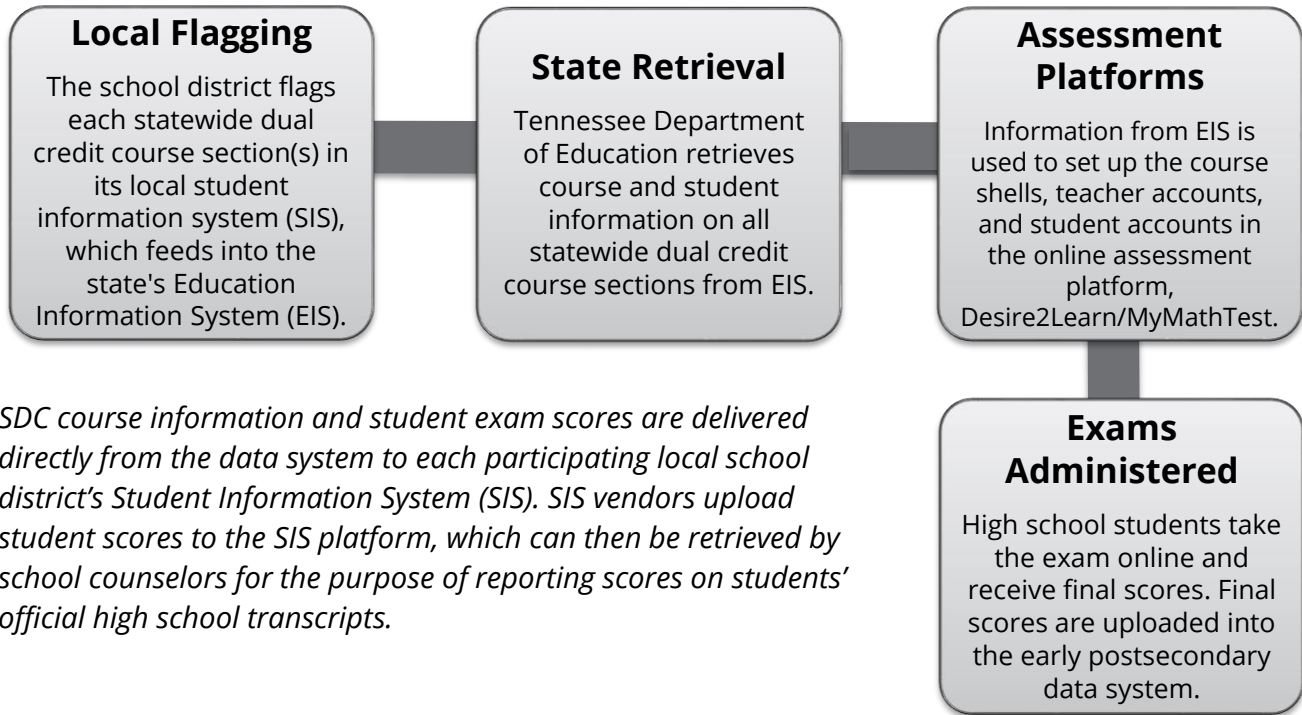 Local Flagging
The school district flags
each statewide dual
credit course section(s) in
its local student
information system (SIS),
which feeds into the
state's Education
Information System (EIS).
State Retrieval
Tennessee Department
of Education retrieves
course and student
information on all
statewide dual credit
course sections from EIS.
Assessment
Platforms
Information from EIS is
used to set up the course
shells, teacher accounts,
and student accounts in
the online assessment
platform,
Desire2Learn/MyMathTest.
Exams
Administered
High school students take
the exam online and
receive final scores. Final
scores are uploaded into
the early postsecondary
data system.
SDC course information and student exam scores are delivered
directly from the data system to each participating local school
district’s Student Information System (SIS). SIS vendors upload
student scores to the SIS platform, which can then be retrieved by
school counselors for the purpose of reporting scores on students’
official high school transcripts.